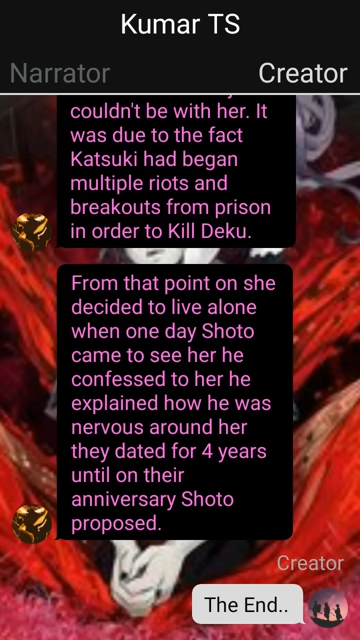 Kumar TS
Narrator
Creator
couldn't be with her. It
was due to the fact
Katsuki had began
multiple riots and
breakouts from prison
in order to Kill Deku.
From that point on she
decided to live alone
when one day Shoto
came to see her he
confessed to her he
explained how he was
nervous around her
they dated for 4 years
until on their
anniversary Shoto
proposed.
Creator
The End..